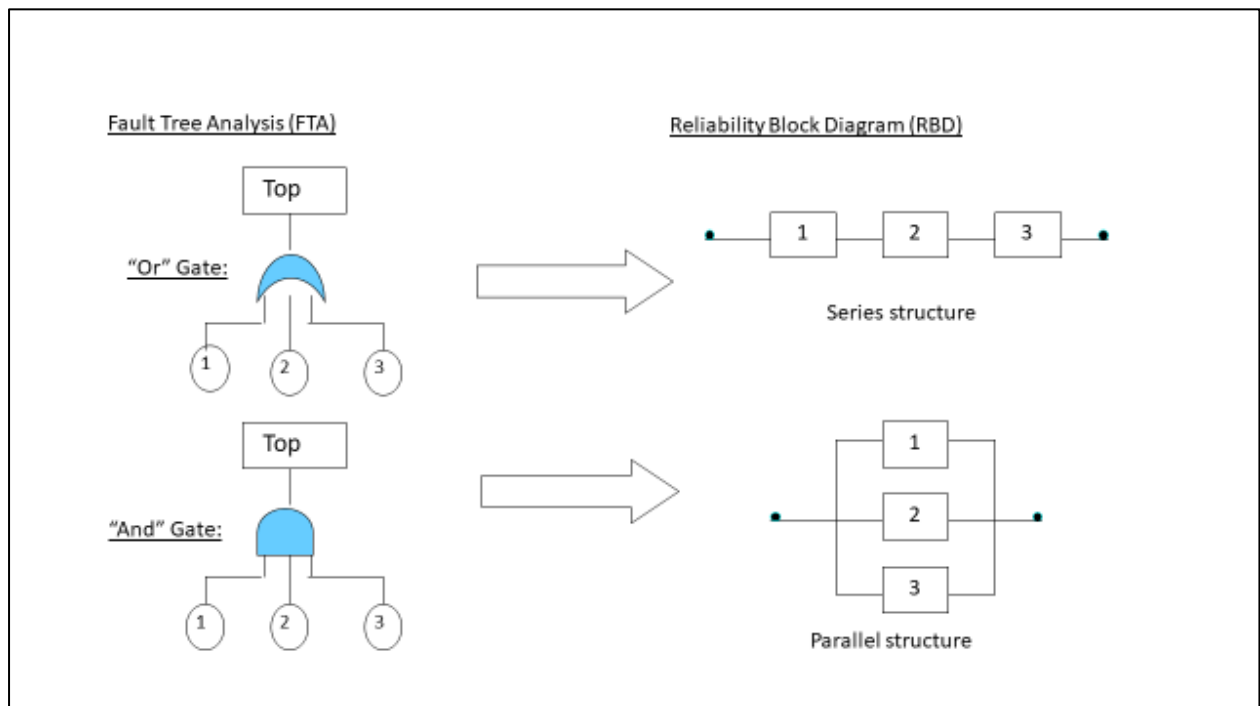 Fault Tree Analysis (FTA)
Reliability Block Diagram (RBD)
Top
“Or” Gate:
1
2
3
1
2
3
Series structure
Top
“And” Gate:
1
2
3
1
2
3
Parallel structure